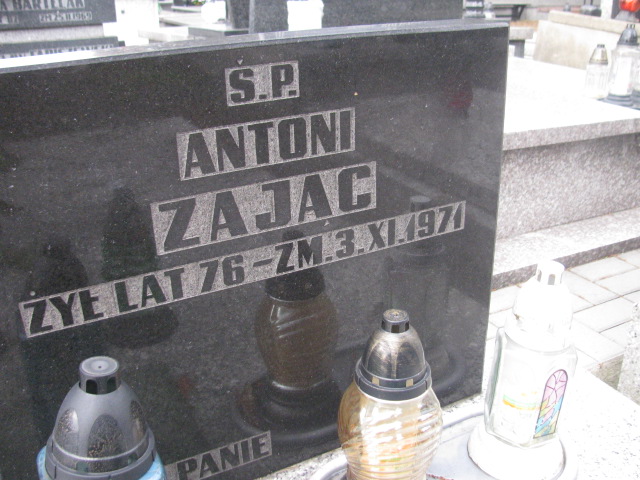 Ś.P.
ANTONI
ZAJĄC
ŻYŁ LAT 76 - ZM. 3. XI. 1971
PANIE